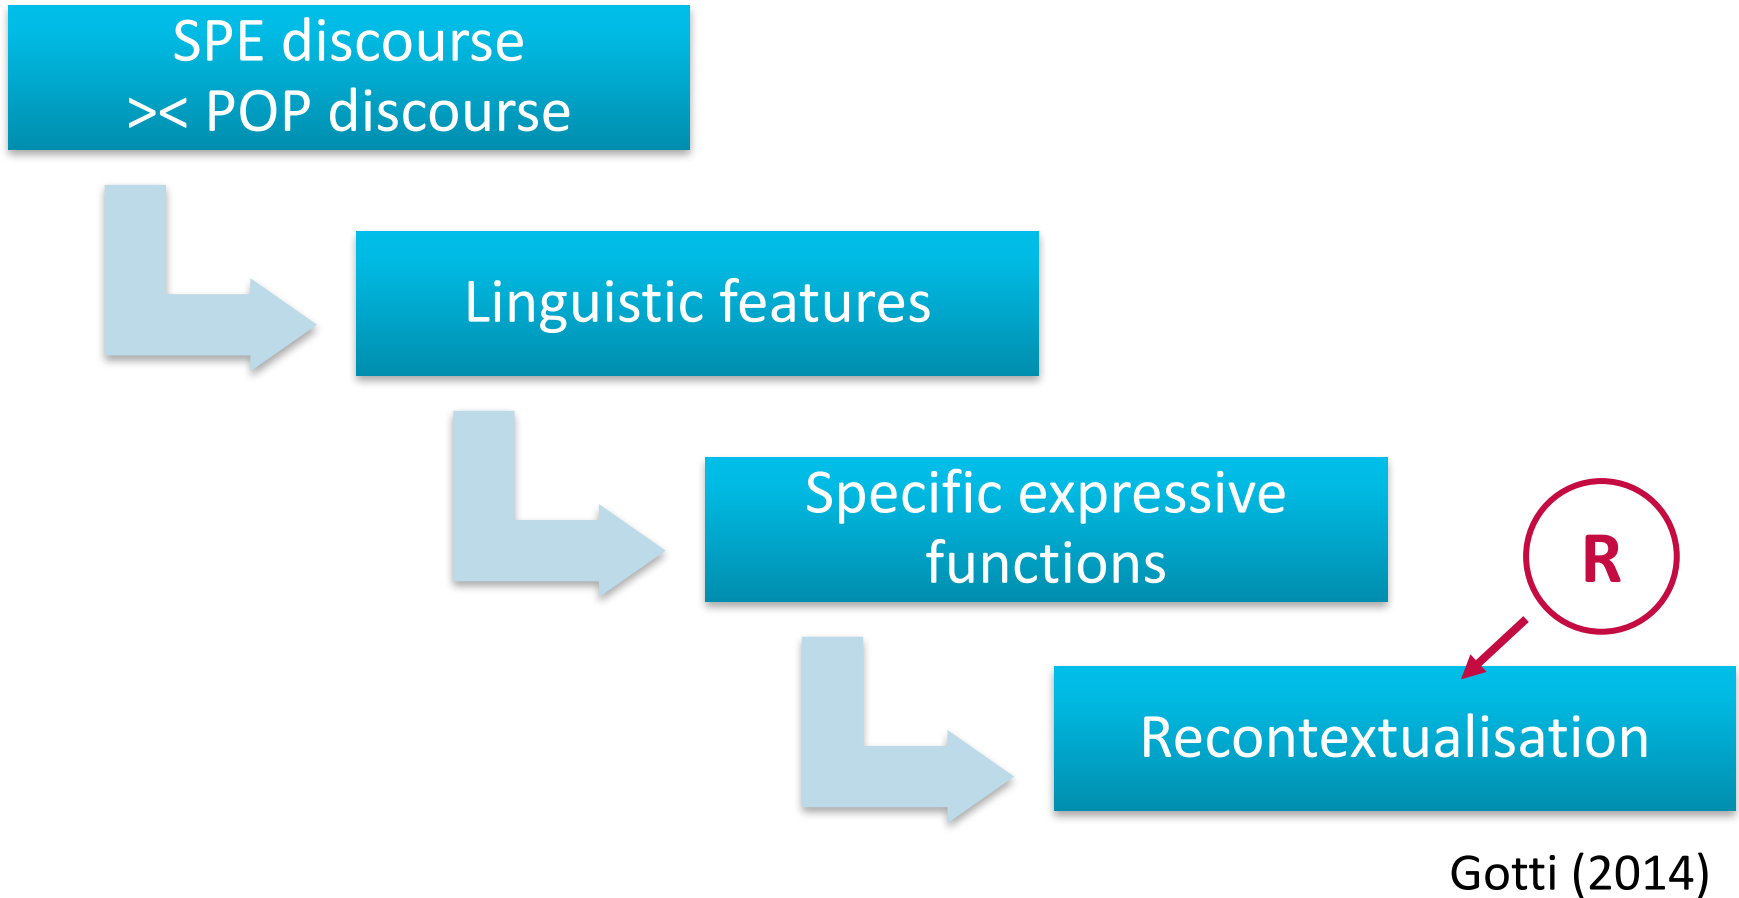 SPE discourse
>< POP discourse
Linguistic features
Specific expressive
functions
R
Recontextualisation
Gotti (2014)